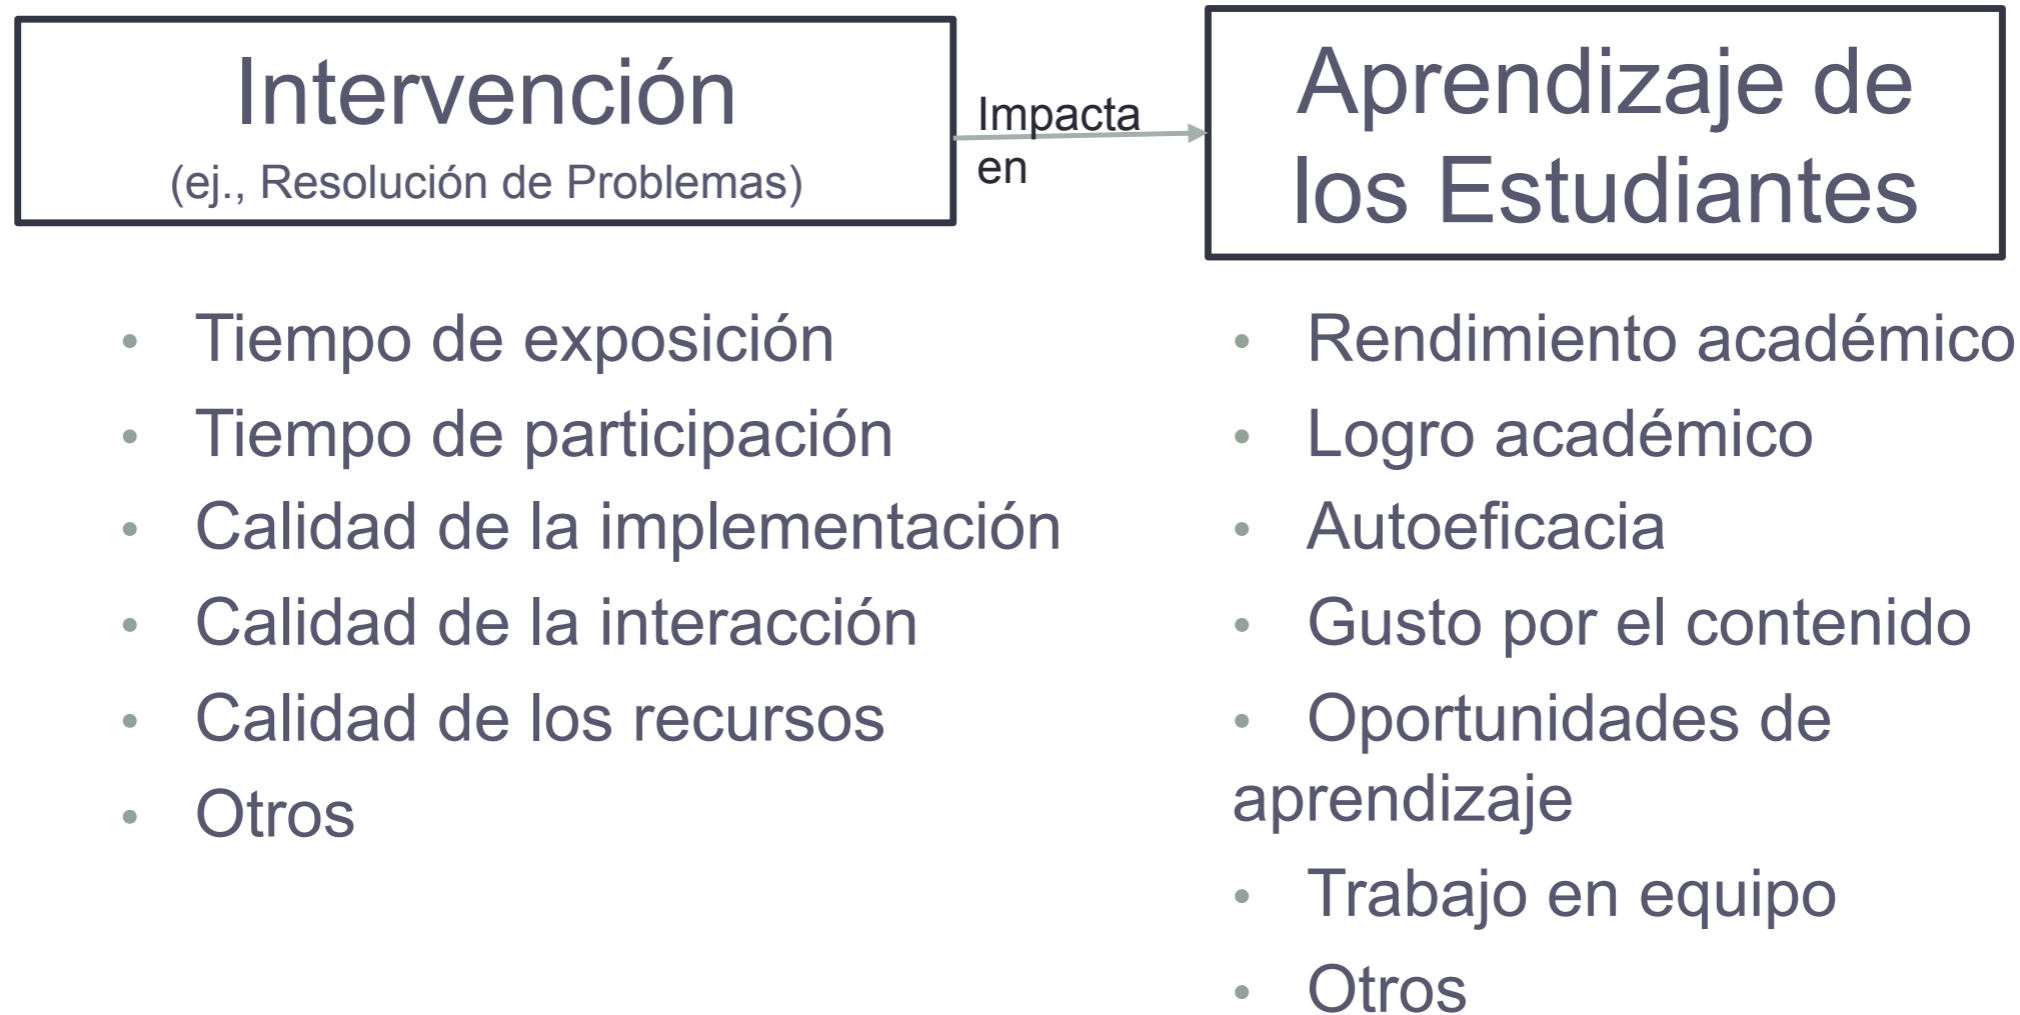 Intervención
(ej., Resolución de Problemas)
Impacta
en
Aprendizaje de
los Estudiantes
• Tiempo de exposición
• Tiempo de participación
• Calidad de la implementación
• Calidad de la interacción
• Calidad de los recursos
• Otros
• Rendimiento académico
• Logro académico
• Autoeficacia
• Gusto por el contenido
• Oportunidades de
aprendizaje
• Trabajo en equipo
• Otros